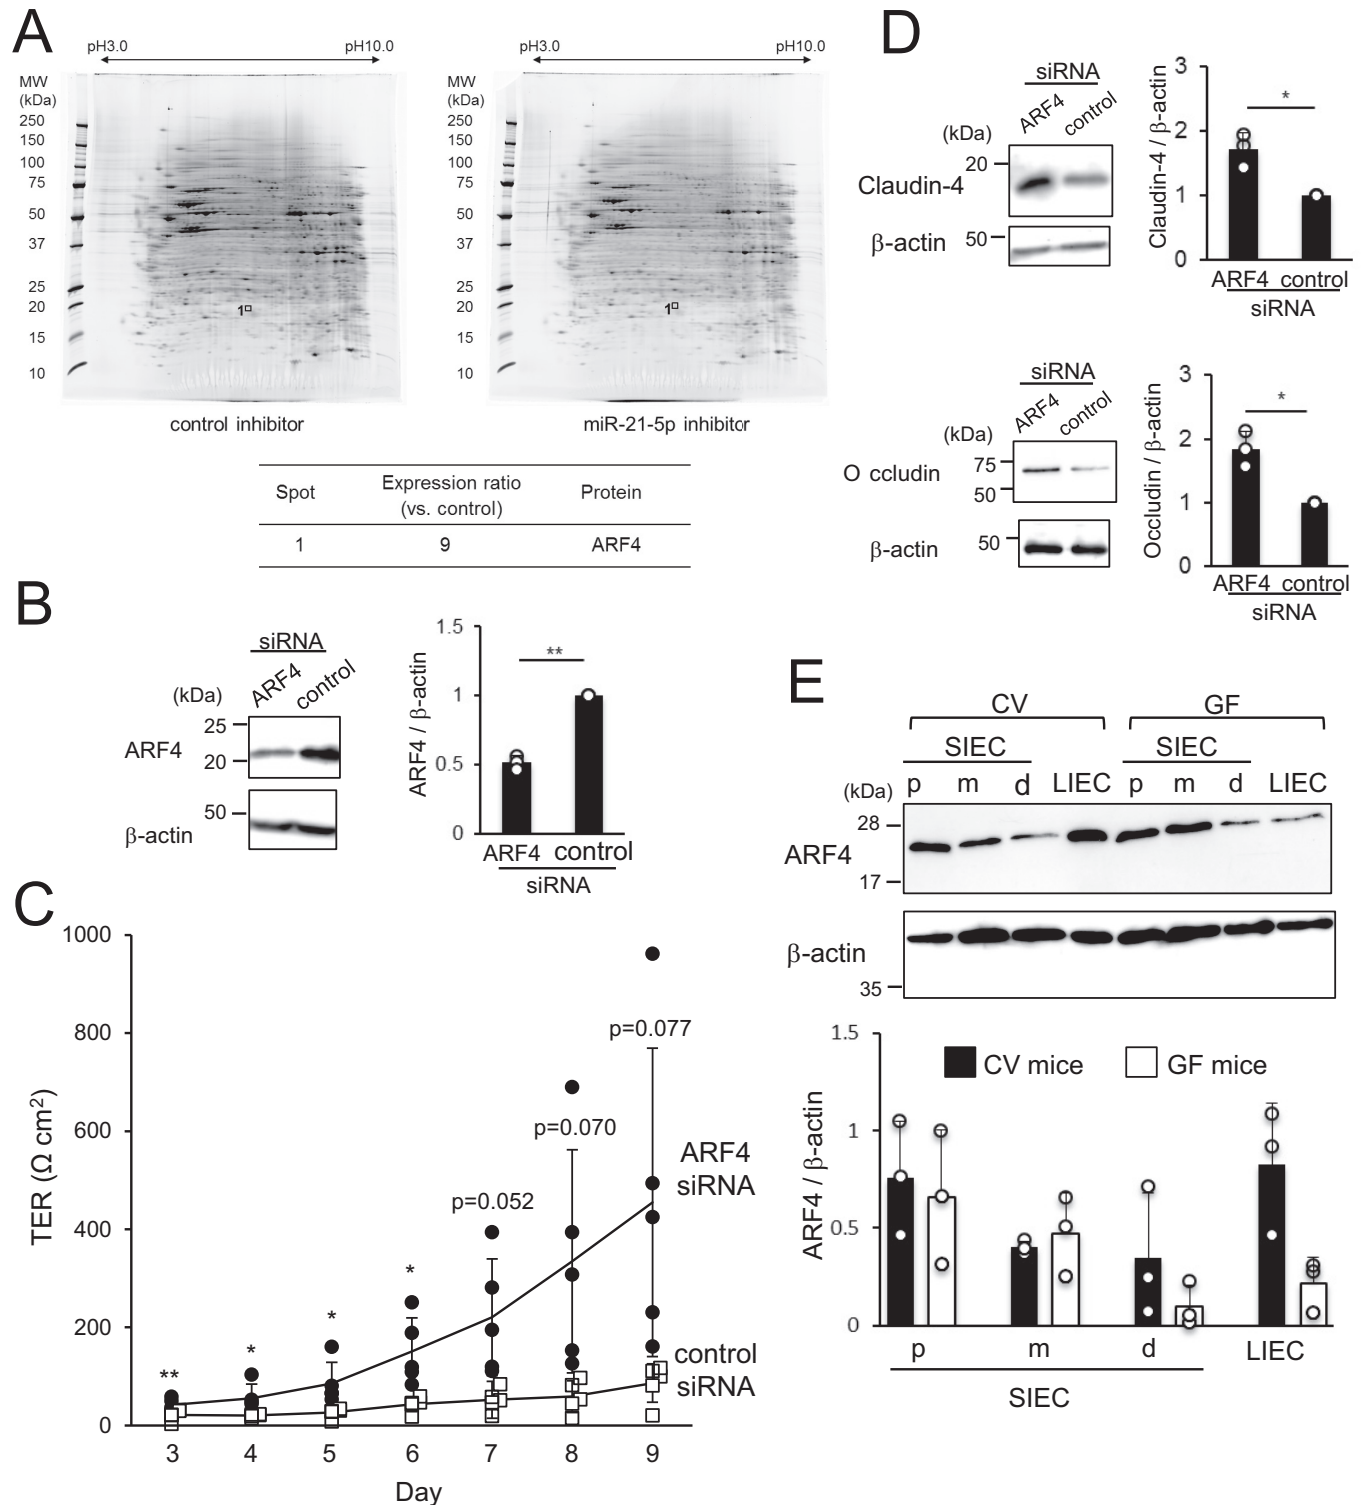 A
pH3.0
pH10.0
MW
(kDa)
250
150
100
75
50
37
25
20
15
10
1
control inhibitor
pH3.0
pH10.0
MW
(kDa)
250
150
100
75
50
37
25
20
15
10
1
miR-21-5p inhibitor
Spot
Expression ratio
(vs. control)
Protein
1
9
ARF4
B
siRNA
ARF4
control
(kDa)
25
20
ARF4
50
β-actin
ARF4 / β-actin
1.5
1
0.5
0
**
ARF4
control
siRNA
C
TER (Ω cm²)
1000
800
600
400
200
0
**
*
*
*
p=0.052
p=0.070
p=0.077
ARF4
siRNA
control
siRNA
3
4
5
6
7
8
9
Day
D
siRNA
ARF4
control
(kDa)
20
Claudin-4
50
β-actin
Claudin-4 / β-actin
3
2
1
0
*
ARF4
control
siRNA
siRNA
ARF4
control
(kDa)
75
50
O ccludin
50
β-actin
Occludin / β-actin
3
2
1
0
*
ARF4
control
siRNA
E
CV
GF
SIEC
SIEC
p
m
d
LIEC
p
m
d
LIEC
(kDa)
28
17
ARF4
β-actin
35
ARF4 / β-actin
1.5
1
0.5
0
CV mice
GF mice
p
m
d
LIEC
SIEC